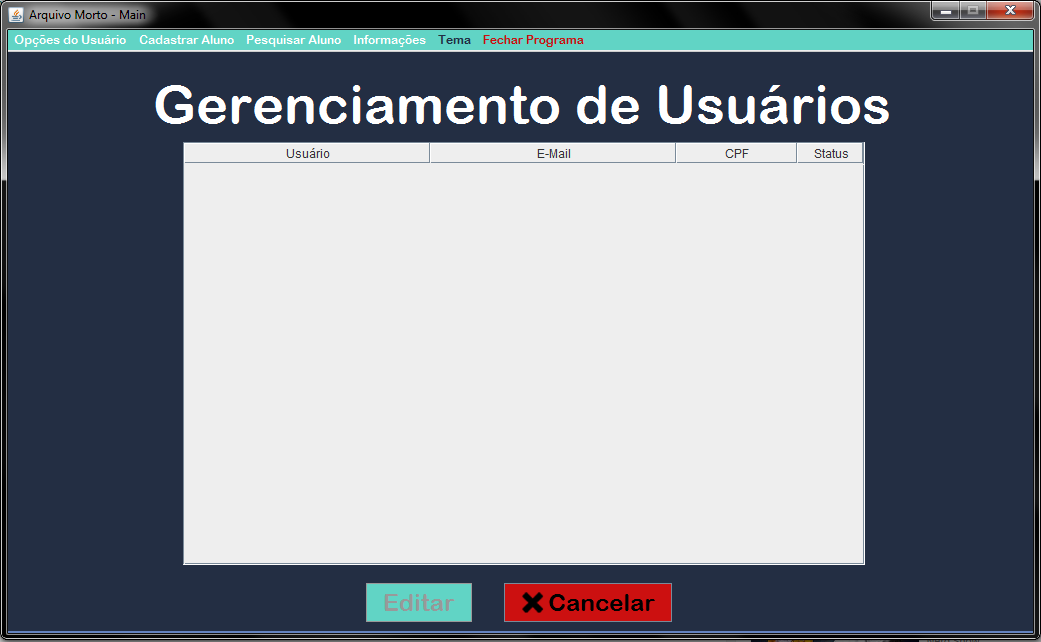 Arquivo Morto - Main
Opções do Usuário Cadastrar Aluno Pesquisar Aluno Informações Tema Fechar Programa
Gerenciamento de Usuários
Usuário E-Mail CPF Status
Editar Cancelar